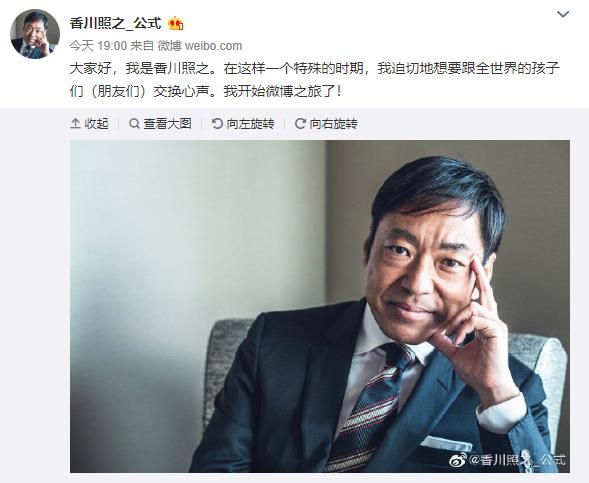 香川照之_公式
今天 19:00 来自 微博 weibo.com
大家好，我是香川照之。在这样一个特殊的时期，我迫切地想要跟全世界的孩子
们（朋友们）交换心声。我开始微博之旅了！
收起 查看大图 向左旋转 向右旋转
@香川照之_公式